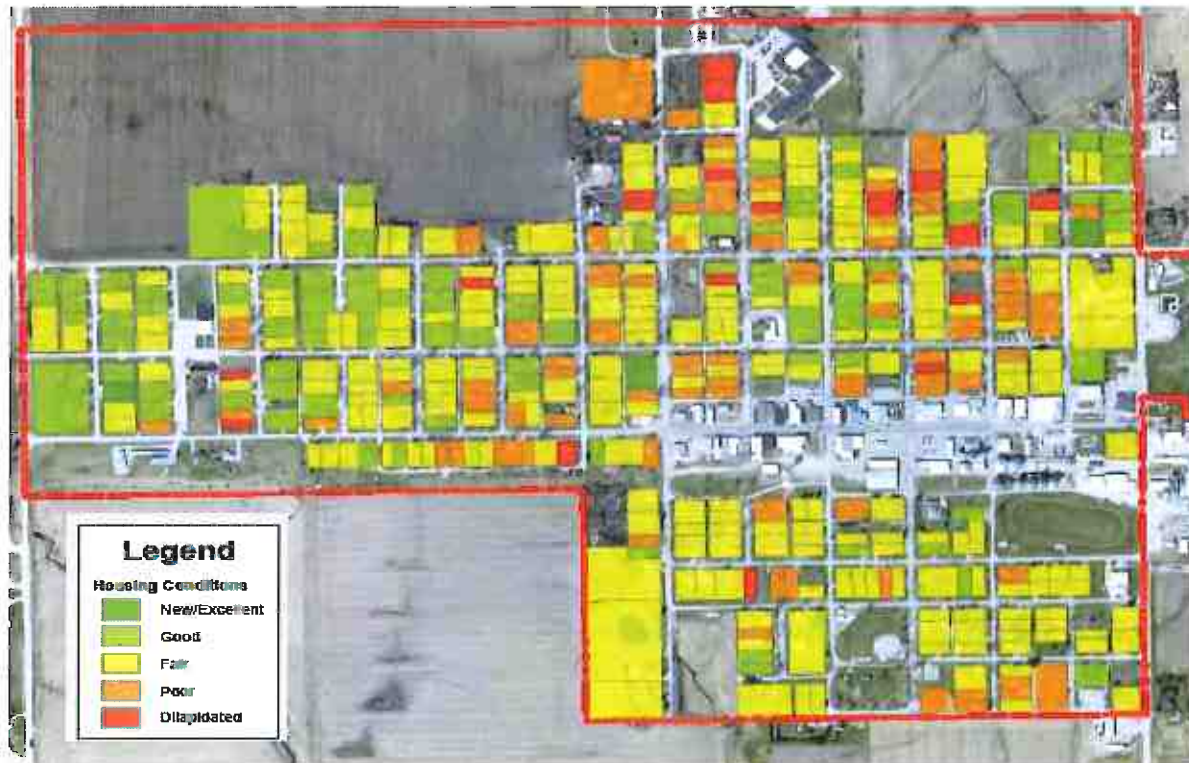 Legend
Housing Conditions
New/Excellent
Good
Fair
Poor
Dilapidated